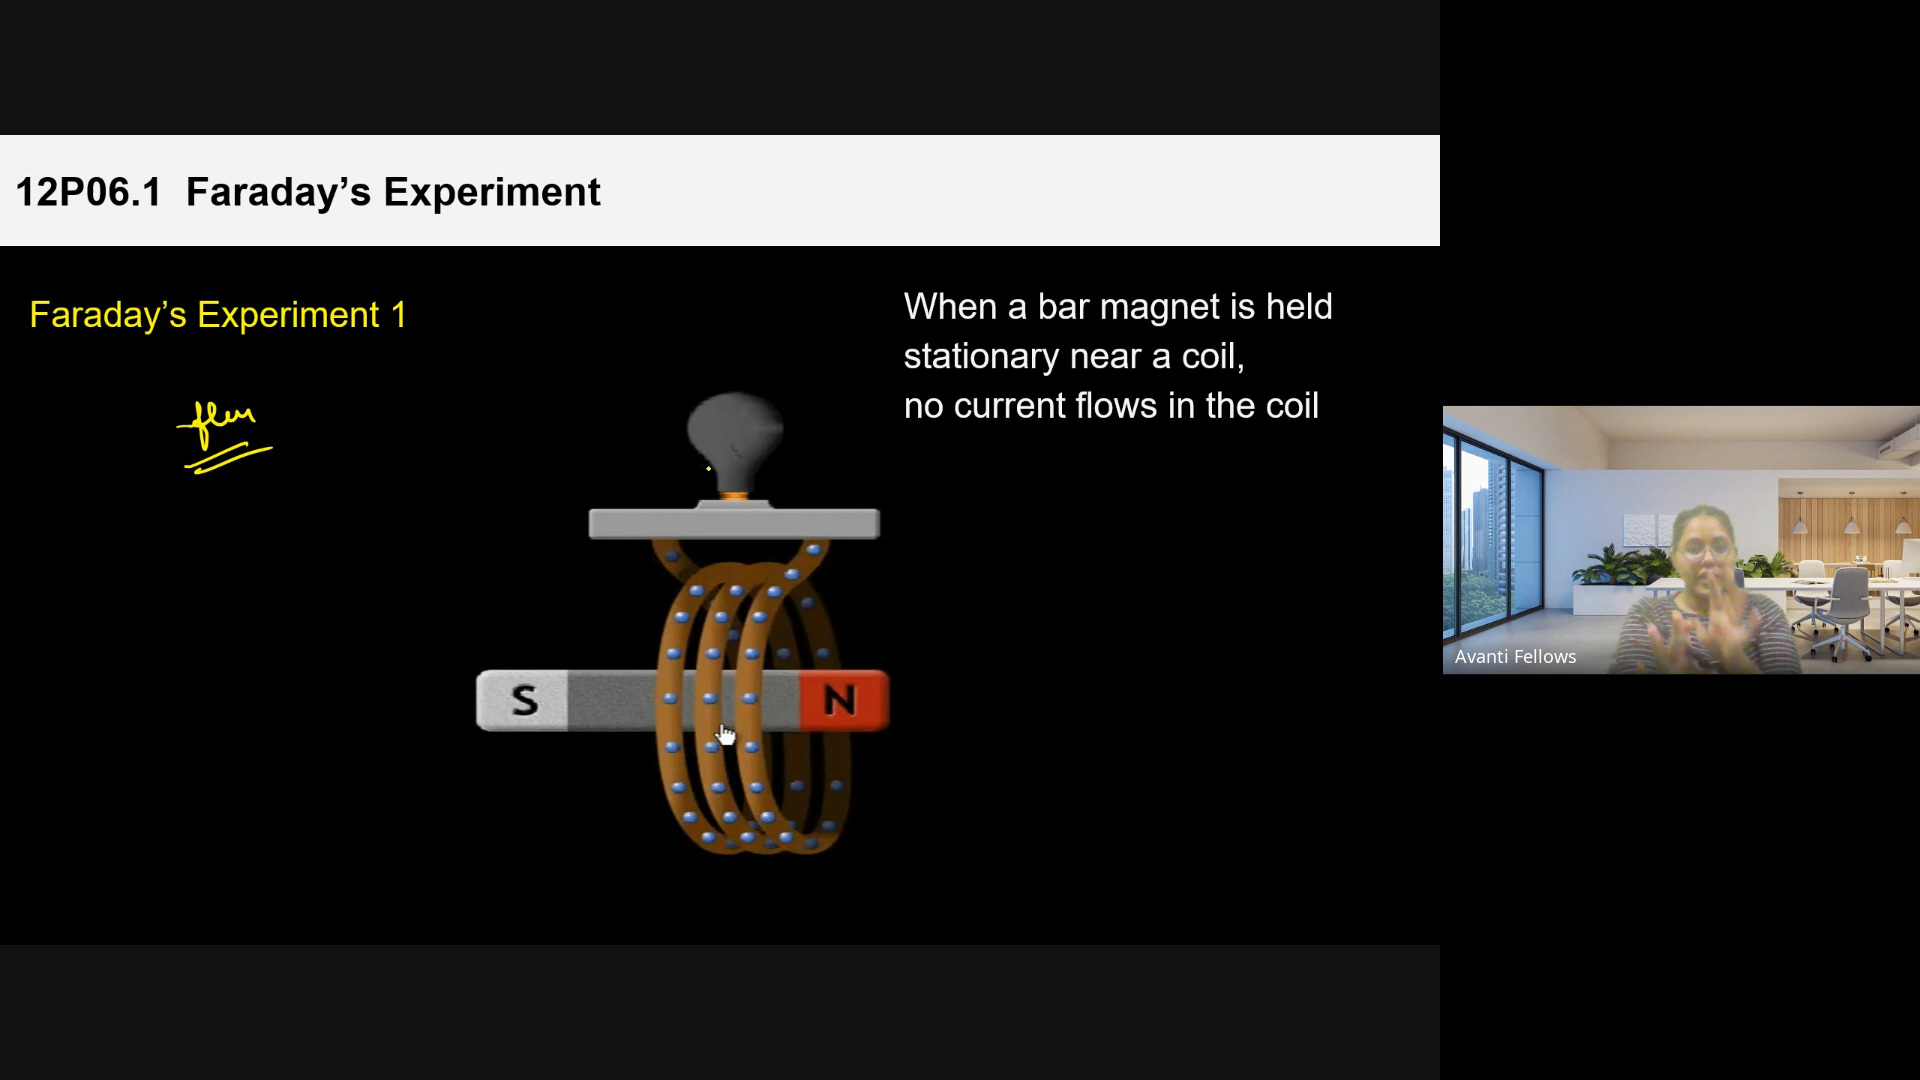 12P06.1 Faraday’s Experiment
Faraday’s Experiment 1
When a bar magnet is held
stationary near a coil,
no current flows in the coil
S N
Avanti Fellows